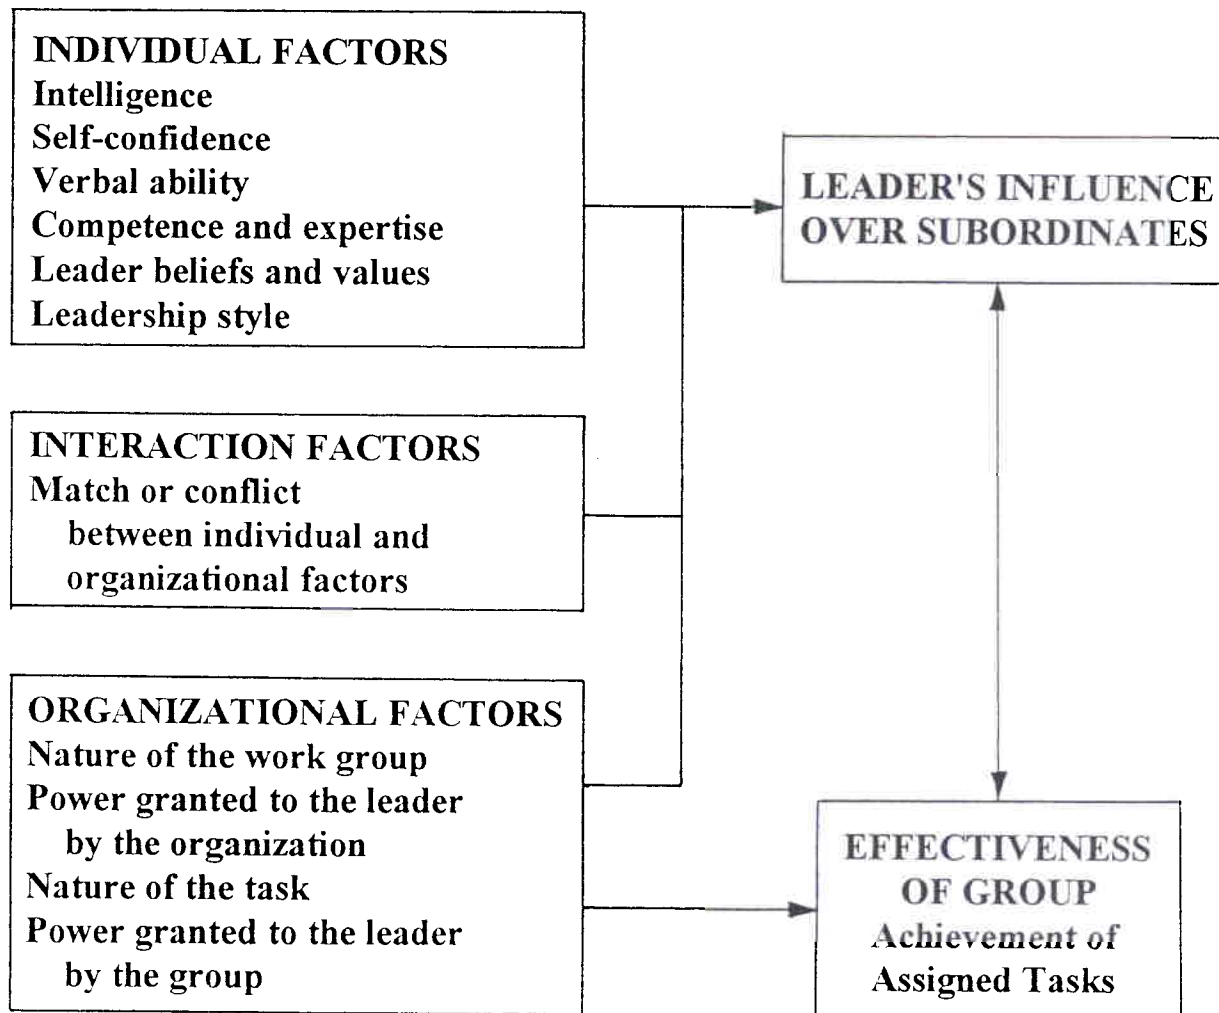 INDIVIDUAL FACTORS
Intelligence
Self-confidence
Verbal ability
Competence and expertise
Leader beliefs and values
Leadership style
LEADER'S INFLUENCE
OVER SUBORDINATES
INTERACTION FACTORS
Match or conflict
between individual and
organizational factors
ORGANIZATIONAL FACTORS
Nature of the work group
Power granted to the leader
by the organization
Nature of the task
Power granted to the leader
by the group
EFFECTIVENESS
OF GROUP
Achievement of
Assigned Tasks